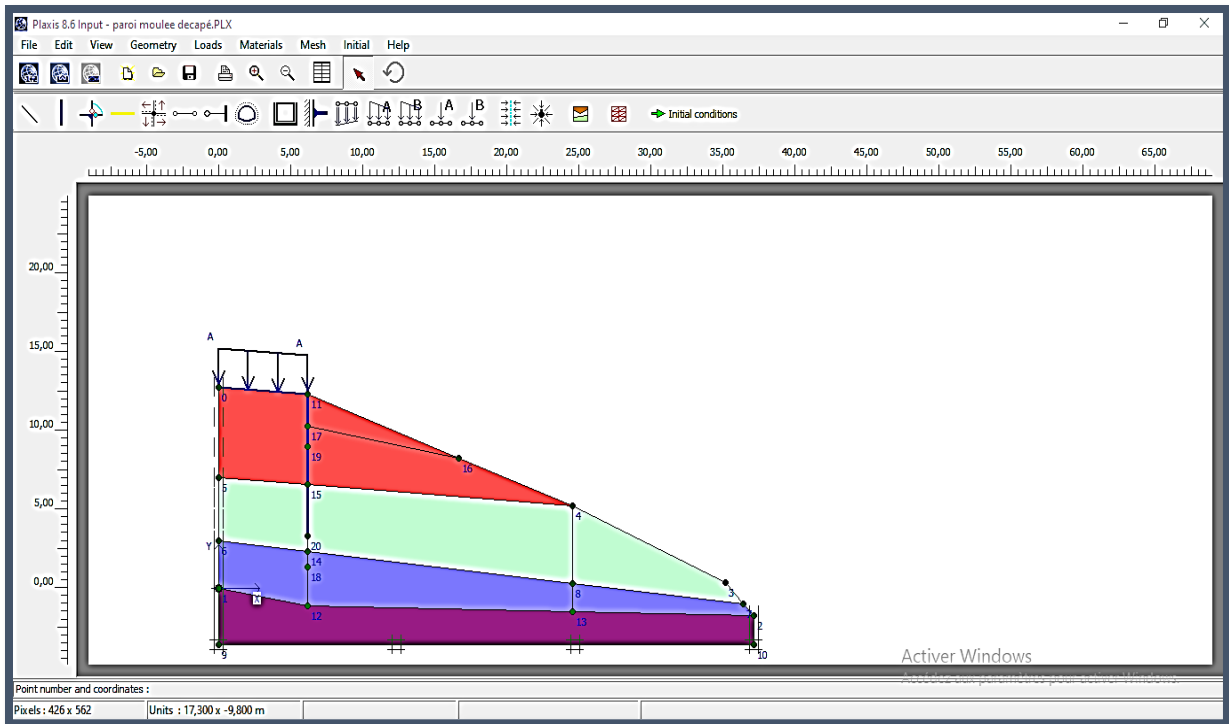 Plaxis 8.6 Input - paroi moulee decapé.PLX
File Edit View Geometry Loads Materials Mesh Initial Help
A B A B Initial conditions
-5,00 0,00 5,00 10,00 15,00 20,00 25,00 30,00 35,00 40,00 45,00 50,00 55,00 60,00 65,00
20,00
A
A
15,00
0
11
10,00
17
19
16
5
15
5,00
4
20
Y
6
14
18
0,00
8
3
1
x
12
13
2
9
10
Activer Windows
Point number and coordinates :
Pixels : 426 x 562 Units : 17,300 x -9,800 m